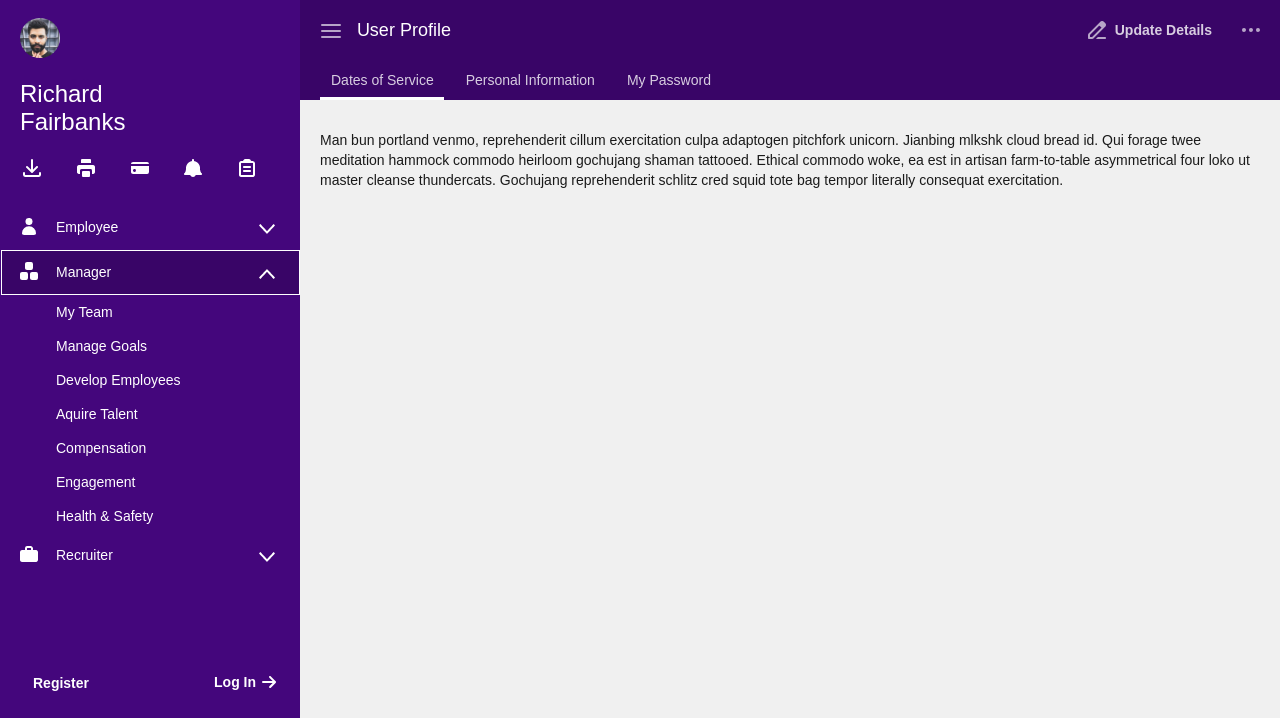 Richard
Fairbanks
Employee
Manager
My Team
Manage Goals
Develop Employees
Aquire Talent
Compensation
Engagement
Health & Safety
Recruiter
Register
Log In
User Profile
Update Details
Dates of Service
Personal Information
My Password
Man bun portland venmo, reprehenderit cillum exercitation culpa adaptogen pitchfork unicorn. Jianbing mlkshk cloud bread id. Qui forage twee
meditation hammock commodo heirloom gochujang shaman tattooed. Ethical commodo woke, ea est in artisan farm-to-table asymmetrical four loko ut
master cleanse thundercats. Gochujang reprehenderit schlitz cred squid tote bag tempor literally consequat exercitation.